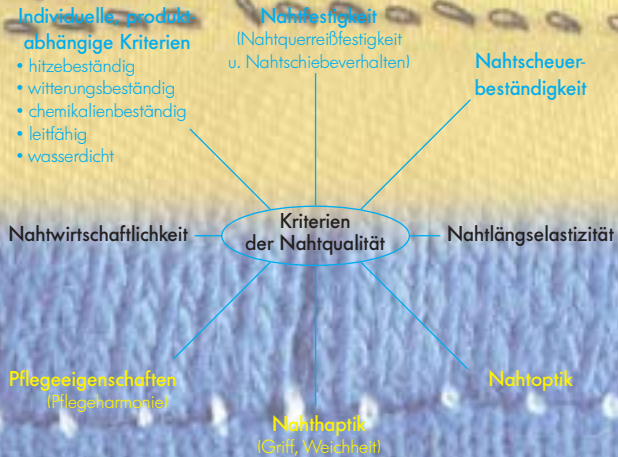 Individuelle, produkt-
abhängige Kriterien
• hitzebeständig
• witterungsbeständig
• chemikalienbeständig
• leitfähig
• wasserdicht
Nahtfestigkeit
(Nahtquerreißfestigkeit
u. Nahtschiebeverhalten)
Nahtscheuer-
beständigkeit
Nahtwirtschaftlichkeit
Kriterien
der Nahtqualität
Nahtlängselastizität
Pflegeeigenschaften
(Pflegeharmonie)
Nahthaptik
(Griff, Weichheit)
Nahtoptik